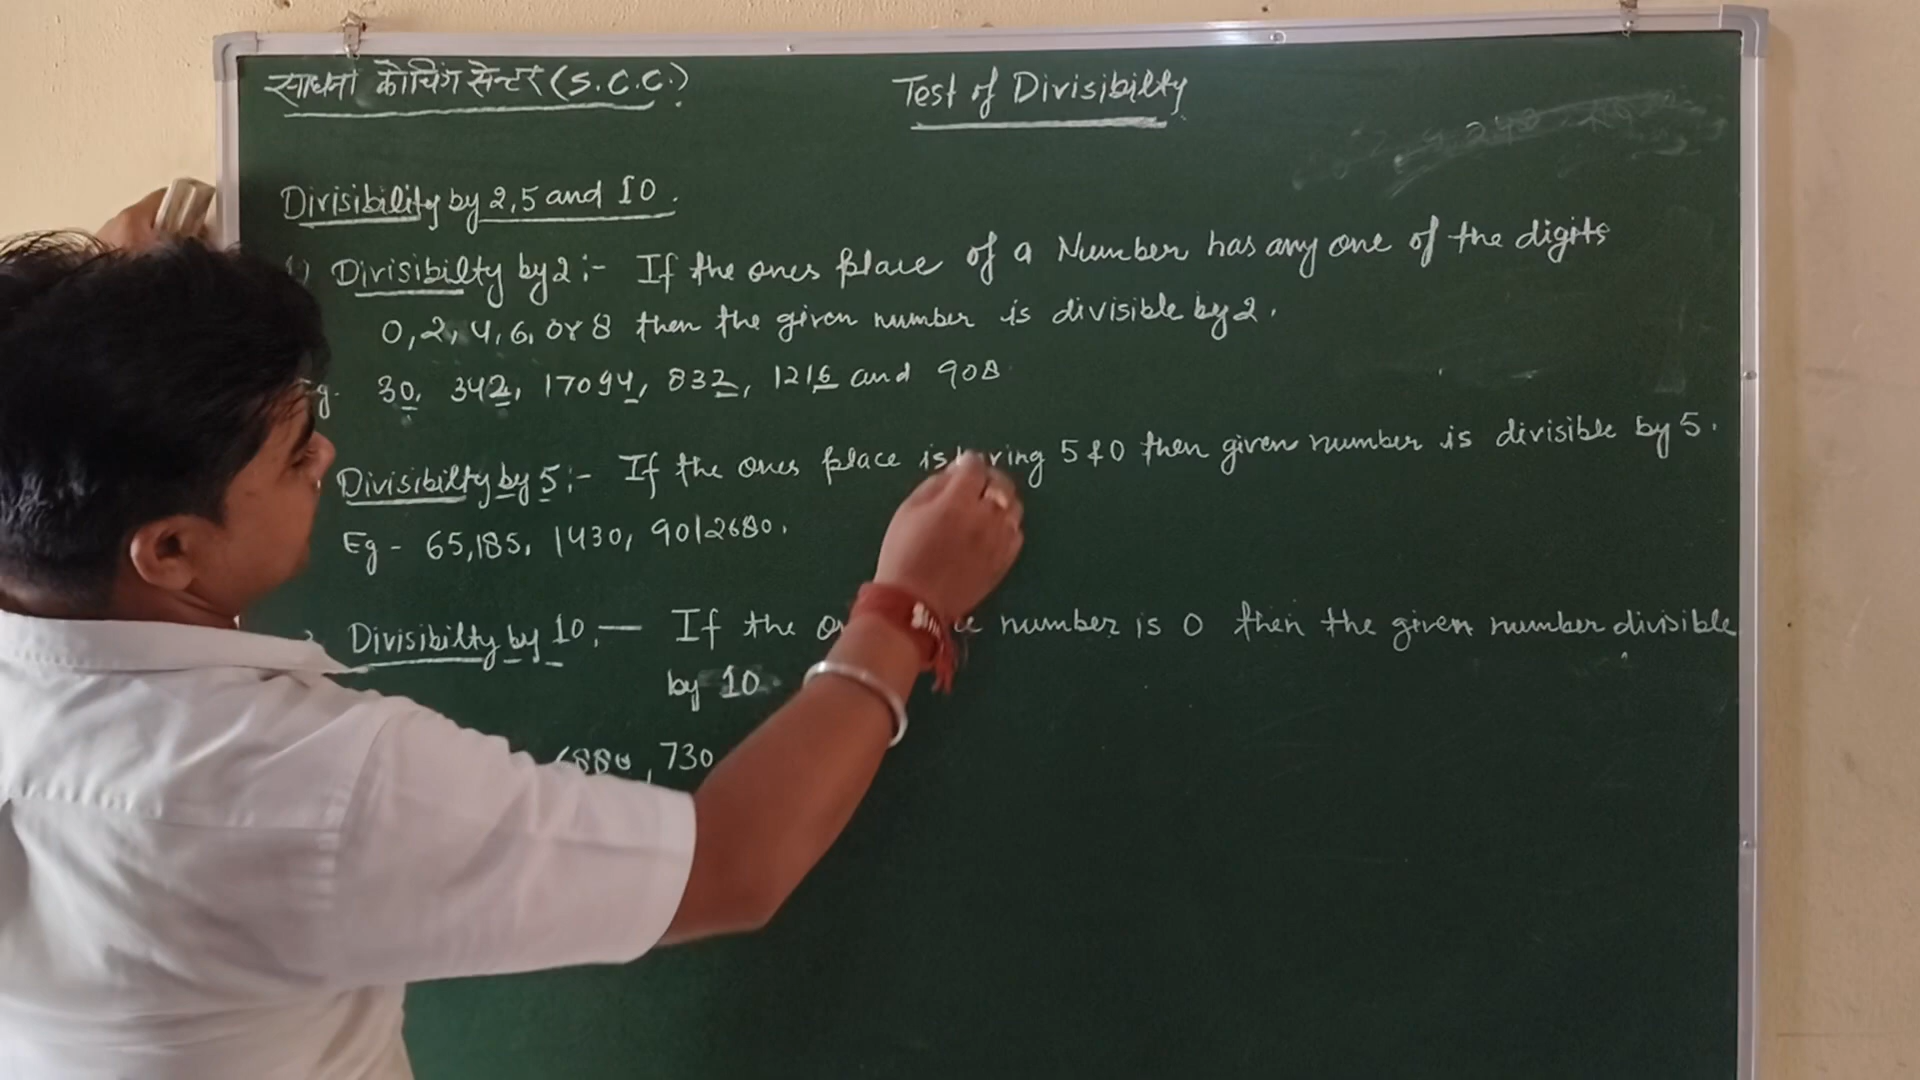 साधना कोचिंग सेन्टर (S.C.C.)
Test of Divisibilty
Divisibility by 2,5 and 10.
Divisibilty by 2:- If the ones place of a Number has any one of the digits
0, 2, 4, 6, or 8 then the given number is divisible by 2.
30, 342, 17094, 832, 1216 and 908
Divisibilty by 5:- If the ones place is 5 & 0 then given number is divisible by 5.
Eg - 65, 185, 1430, 9012680.
Divisibilty by 10.— If the number is 0 then the given number divisible
by 10
730